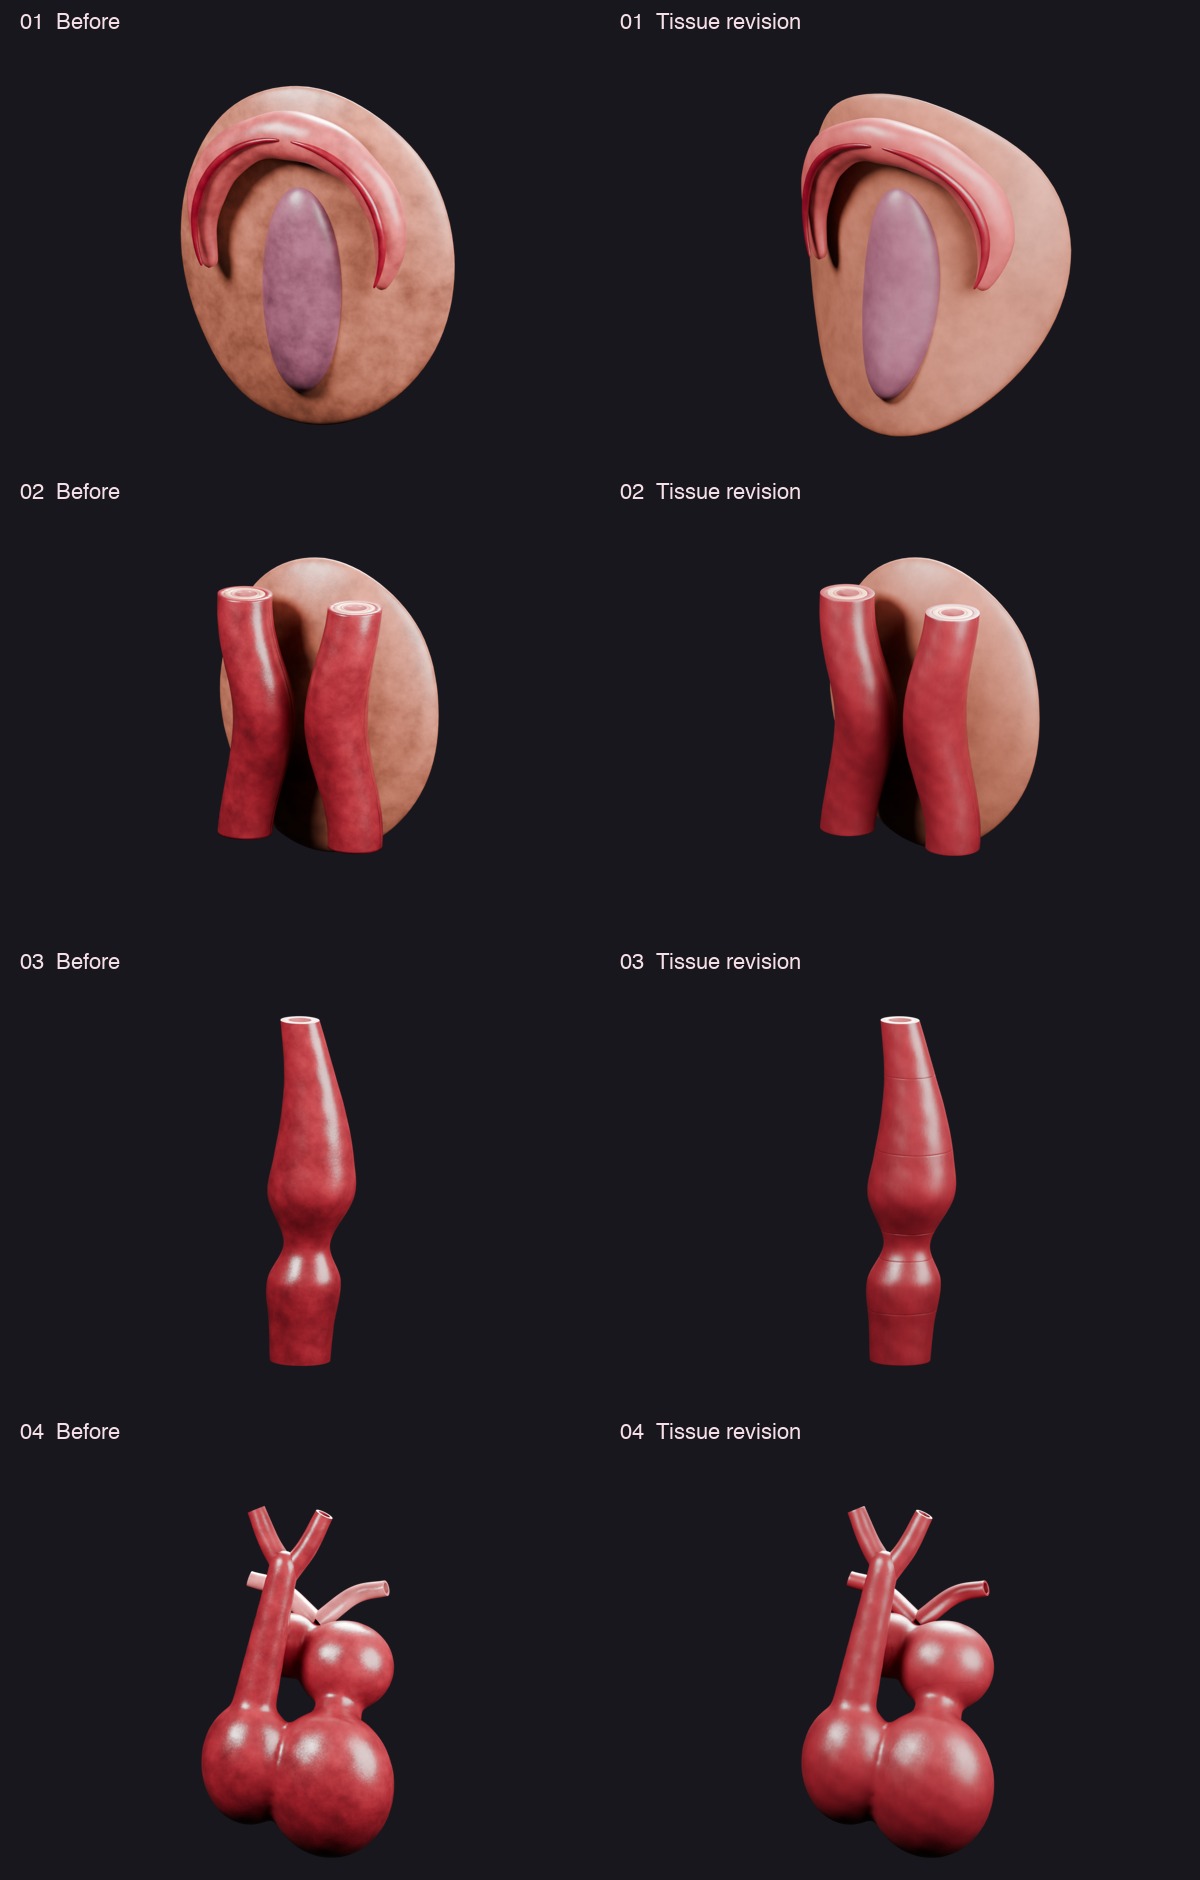 01 Before
01 Tissue revision
02 Before
02 Tissue revision
03 Before
03 Tissue revision
04 Before
04 Tissue revision